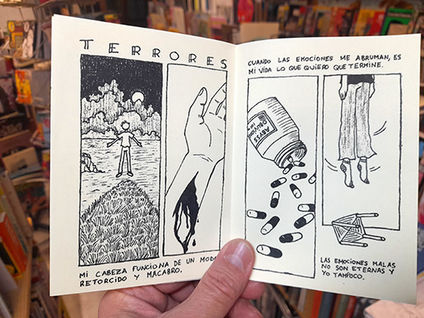 TERRORES
MI CABEZA FUNCIONA DE UN MODO
RETORCIDO Y MACABRO.
CUANDO LAS EMOCIONES ME ABRUMAN, ES
MI VIDA LO QUE QUIERO QUE TERMINE.
LAS EMOCIONES MALAS
NO SON ETERNAS Y
YO TAMPOCO.